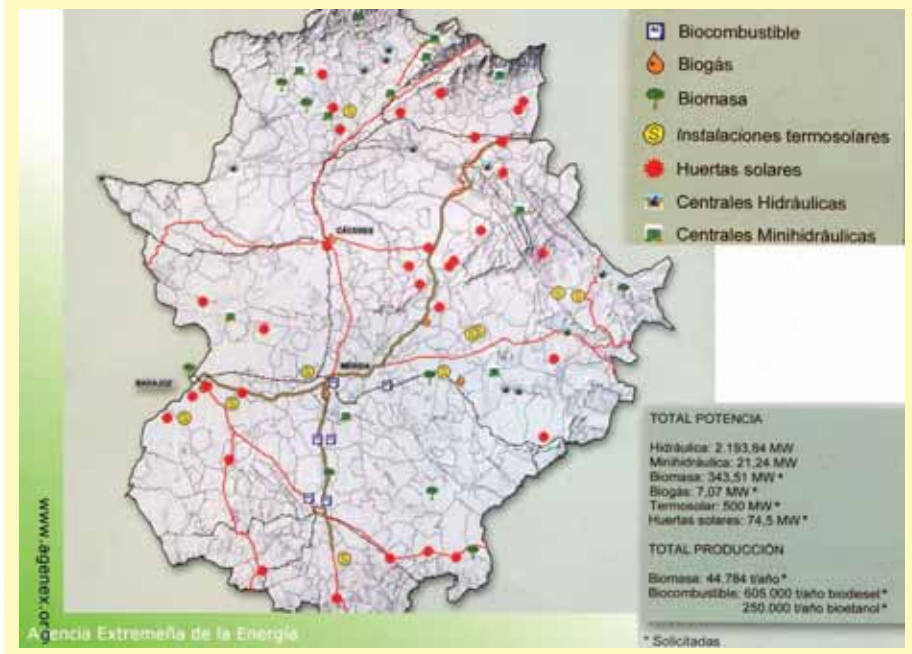 Biocombustible
Biogás
Biomasa
Instalaciones termosolares
Huertas solares
Centrales Hidráulicas
Centrales Minihidráulicas
CÁCERES
MÉRIDA
BADAJOZ
TOTAL POTENCIA
Hidráulica: 2.193,84 MW
Minihidráulica: 21,24 MW
Biomasa: 343,51 MW *
Biogás: 7,07 MW *
Termosolar: 500 MW *
Huertas solares: 74,5 MW *
TOTAL PRODUCCIÓN
Biomasa: 44.784 t/año *
Biocombustible: 605.000 t/año biodiesel *
250.000 t/año bioetanol *
* Solicitadas
www.agenex.org
Agencia Extremeña de la Energía